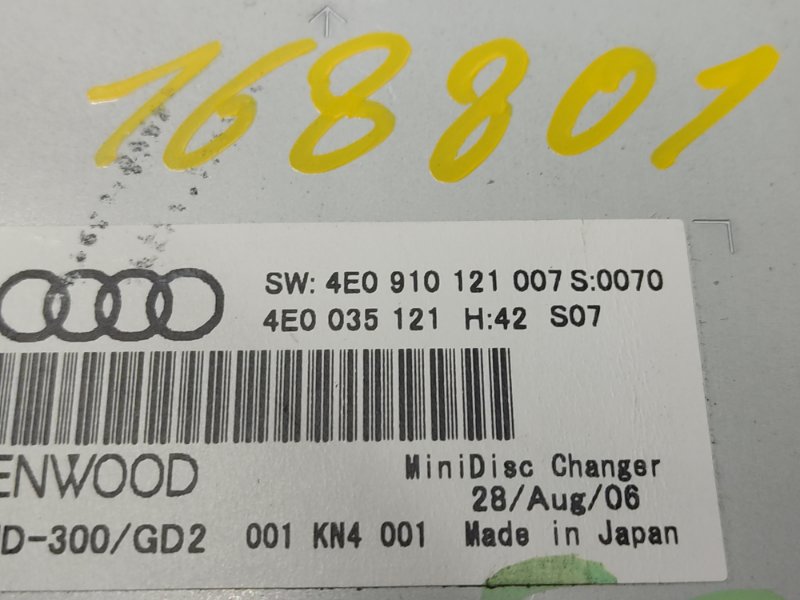 168801
SW: 4E0 910 121 007 S:0070
4E0 035 121 H:42 S07
ENWOOD
MiniDisc Changer
28/Aug/06
D-300/GD2 001 KN4 001 Made in Japan